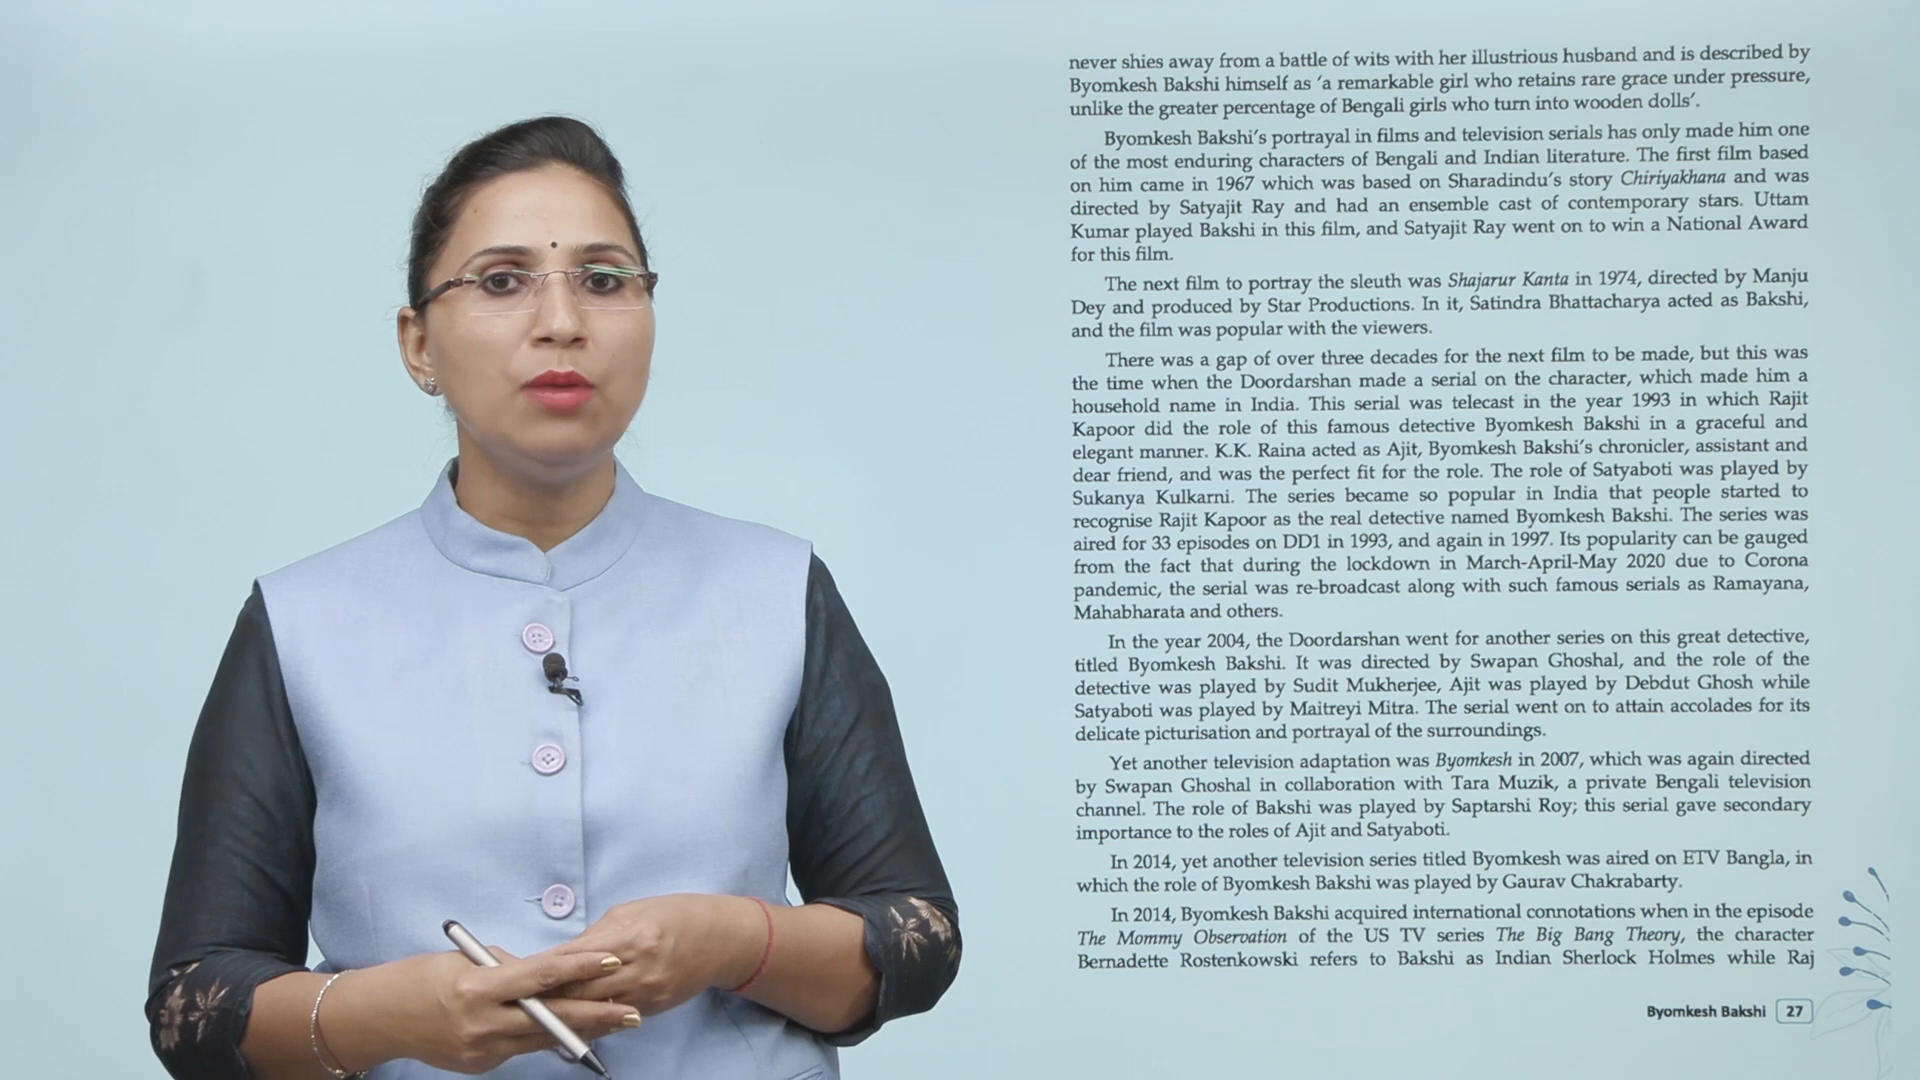 never shies away from a battle of wits with her illustrious husband and is described by
Byomkesh Bakshi himself as ‘a remarkable girl who retains rare grace under pressure,
unlike the greater percentage of Bengali girls who turn into wooden dolls’.
Byomkesh Bakshi’s portrayal in films and television serials has only made him one
of the most enduring characters of Bengali and Indian literature. The first film based
on him came in 1967 which was based on Sharadindu’s story Chiriyakhana and was
directed by Satyajit Ray and had an ensemble cast of contemporary stars. Uttam
Kumar played Bakshi in this film, and Satyajit Ray went on to win a National Award
for this film.
The next film to portray the sleuth was Shajarur Kanta in 1974, directed by Manju
Dey and produced by Star Productions. In it, Satindra Bhattacharya acted as Bakshi,
and the film was popular with the viewers.
There was a gap of over three decades for the next film to be made, but this was
the time when the Doordarshan made a serial on the character, which made him a
household name in India. This serial was telecast in the year 1993 in which Rajit
Kapoor did the role of this famous detective Byomkesh Bakshi in a graceful and
elegant manner. K.K. Raina acted as Ajit, Byomkesh Bakshi’s chronicler, assistant and
dear friend, and was the perfect fit for the role. The role of Satyaboti was played by
Sukanya Kulkarni. The series became so popular in India that people started to
recognise Rajit Kapoor as the real detective named Byomkesh Bakshi. The series was
aired for 33 episodes on DD1 in 1993, and again in 1997. Its popularity can be gauged
from the fact that during the lockdown in March-April-May 2020 due to Corona
pandemic, the serial was re-broadcast along with such famous serials as Ramayana,
Mahabharata and others.
In the year 2004, the Doordarshan went for another series on this great detective,
titled Byomkesh Bakshi. It was directed by Swapan Ghoshal, and the role of the
detective was played by Sudit Mukherjee, Ajit was played by Debdut Ghosh while
Satyaboti was played by Maitreyi Mitra. The serial went on to attain accolades for its
delicate picturisation and portrayal of the surroundings.
Yet another television adaptation was Byomkesh in 2007, which was again directed
by Swapan Ghoshal in collaboration with Tara Muzik, a private Bengali television
channel. The role of Bakshi was played by Saptarshi Roy; this serial gave secondary
importance to the roles of Ajit and Satyaboti.
In 2014, yet another television series titled Byomkesh was aired on ETV Bangla, in
which the role of Byomkesh Bakshi was played by Gaurav Chakrabarty.
In 2014, Byomkesh Bakshi acquired international connotations when in the episode
The Mommy Observation of the US TV series The Big Bang Theory, the character
Bernadette Rostenkowski refers to Bakshi as Indian Sherlock Holmes while Raj
Byomkesh Bakshi 27